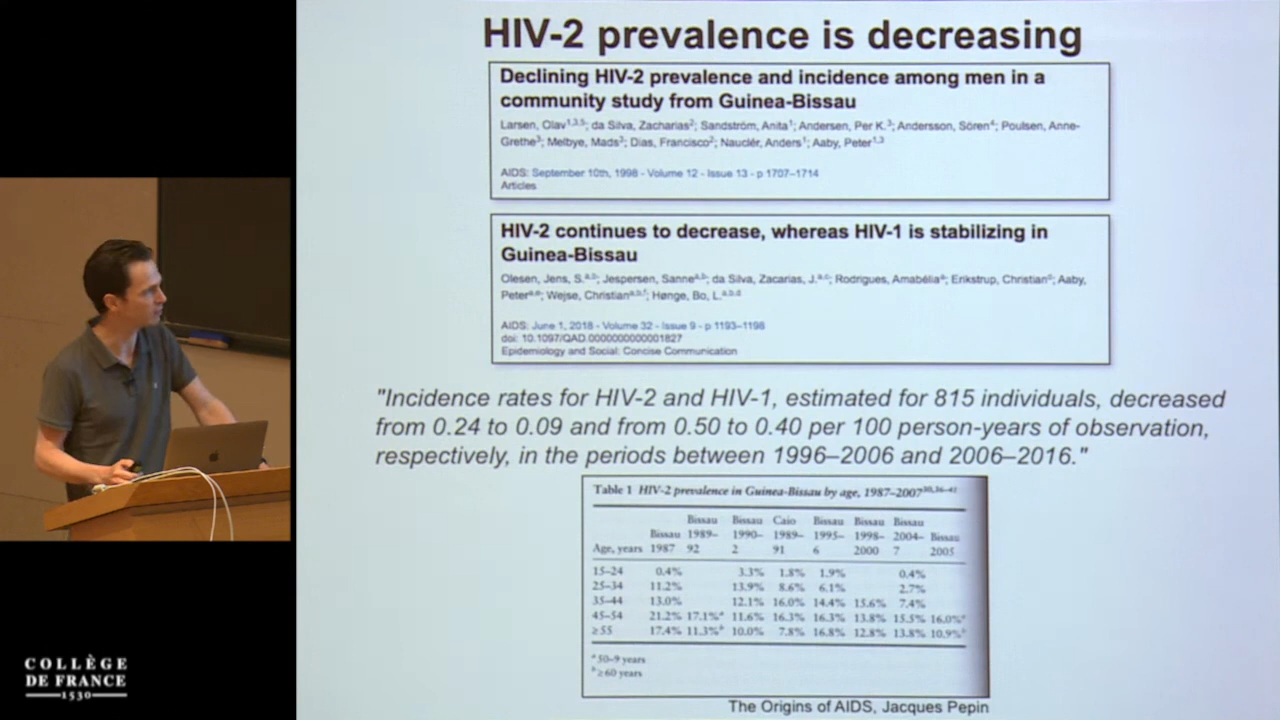 HIV-2 prevalence is decreasing
Declining HIV-2 prevalence and incidence among men in a
community study from Guinea-Bissau
Larsen, Olav1,3,5; da Silva, Zacharias2; Sandström, Anita1; Andersen, Per K.3; Andersson, Sören4; Poulsen, Anne-
Grethe3; Melbye, Mads3; Dias, Francisco2; Nauclér, Anders1; Aaby, Peter1,3
AIDS: September 10th, 1998 - Volume 12 - Issue 13 - p 1707–1714
Articles
HIV-2 continues to decrease, whereas HIV-1 is stabilizing in
Guinea-Bissau
Olesen, Jens, S.; Jespersen, Sanne; da Silva, Zacarias, J.; Rodrigues, Amabélia; Erikstrup, Christian; Aaby,
Peter; Wejse, Christian; Hønge, Bo, L.
AIDS: June 1, 2018 - Volume 32 - Issue 9 - p 1193–1198
doi: 10.1097/QAD.0000000000001827
Epidemiology and Social: Concise Communication
"Incidence rates for HIV-2 and HIV-1, estimated for 815 individuals, decreased
from 0.24 to 0.09 and from 0.50 to 0.40 per 100 person-years of observation,
respectively, in the periods between 1996–2006 and 2006–2016."
Table 1 HIV-2 prevalence in Guinea-Bissau by age, 1987–2007
Bissau Bissau Caio Bissau Bissau Bissau
Bissau 1989– 1990– 1989– 1995– 1998– 2004– Bissau
Age, years 1987 92 2 91 6 2000 7 2005
15–24 0.4% 3.3% 1.8% 1.9% 0.4%
25–34 11.2% 13.9% 8.6% 6.1% 2.7%
35–44 13.0% 12.1% 16.0% 14.4% 15.6% 7.4%
45–54 21.2% 17.1%a 11.6% 16.3% 16.3% 13.8% 15.5% 16.0%a
≥55 17.4% 11.3%b 10.0% 7.8% 16.8% 12.8% 13.8% 10.9%b
a 50–9 years
b ≥60 years
The Origins of AIDS, Jacques Pepin
COLLÈGE
DE FRANCE
1530